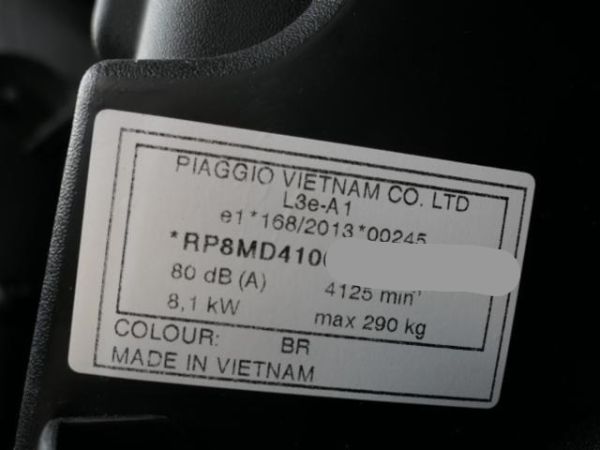 PIAGGIO VIETNAM CO. LTD
L3e-A1
e1*168/2013*00245
*RP8MD410
80 dB (A) 4125 min⁻¹
8,1 kW max 290 kg
COLOUR: BR
MADE IN VIETNAM